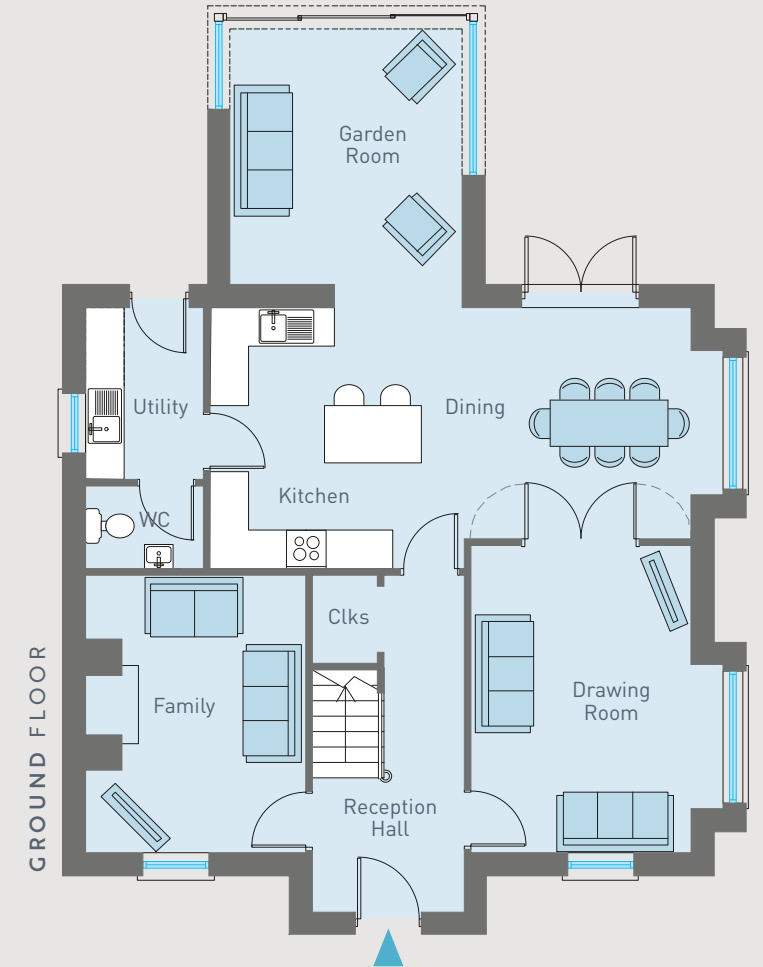 Garden
Room
Utility
Dining
Kitchen
WC
Clks
Family
Drawing
Room
Reception
Hall
GROUND FLOOR